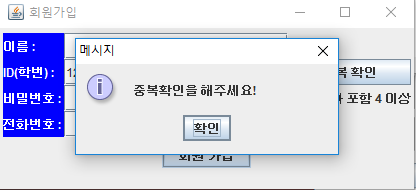 회원가입
이름 :
메시지
ID(학번) :
중복확인을 해주세요!
확인
비밀번호 :
포함 4 이상
전화번호 :
확인
회원 가입